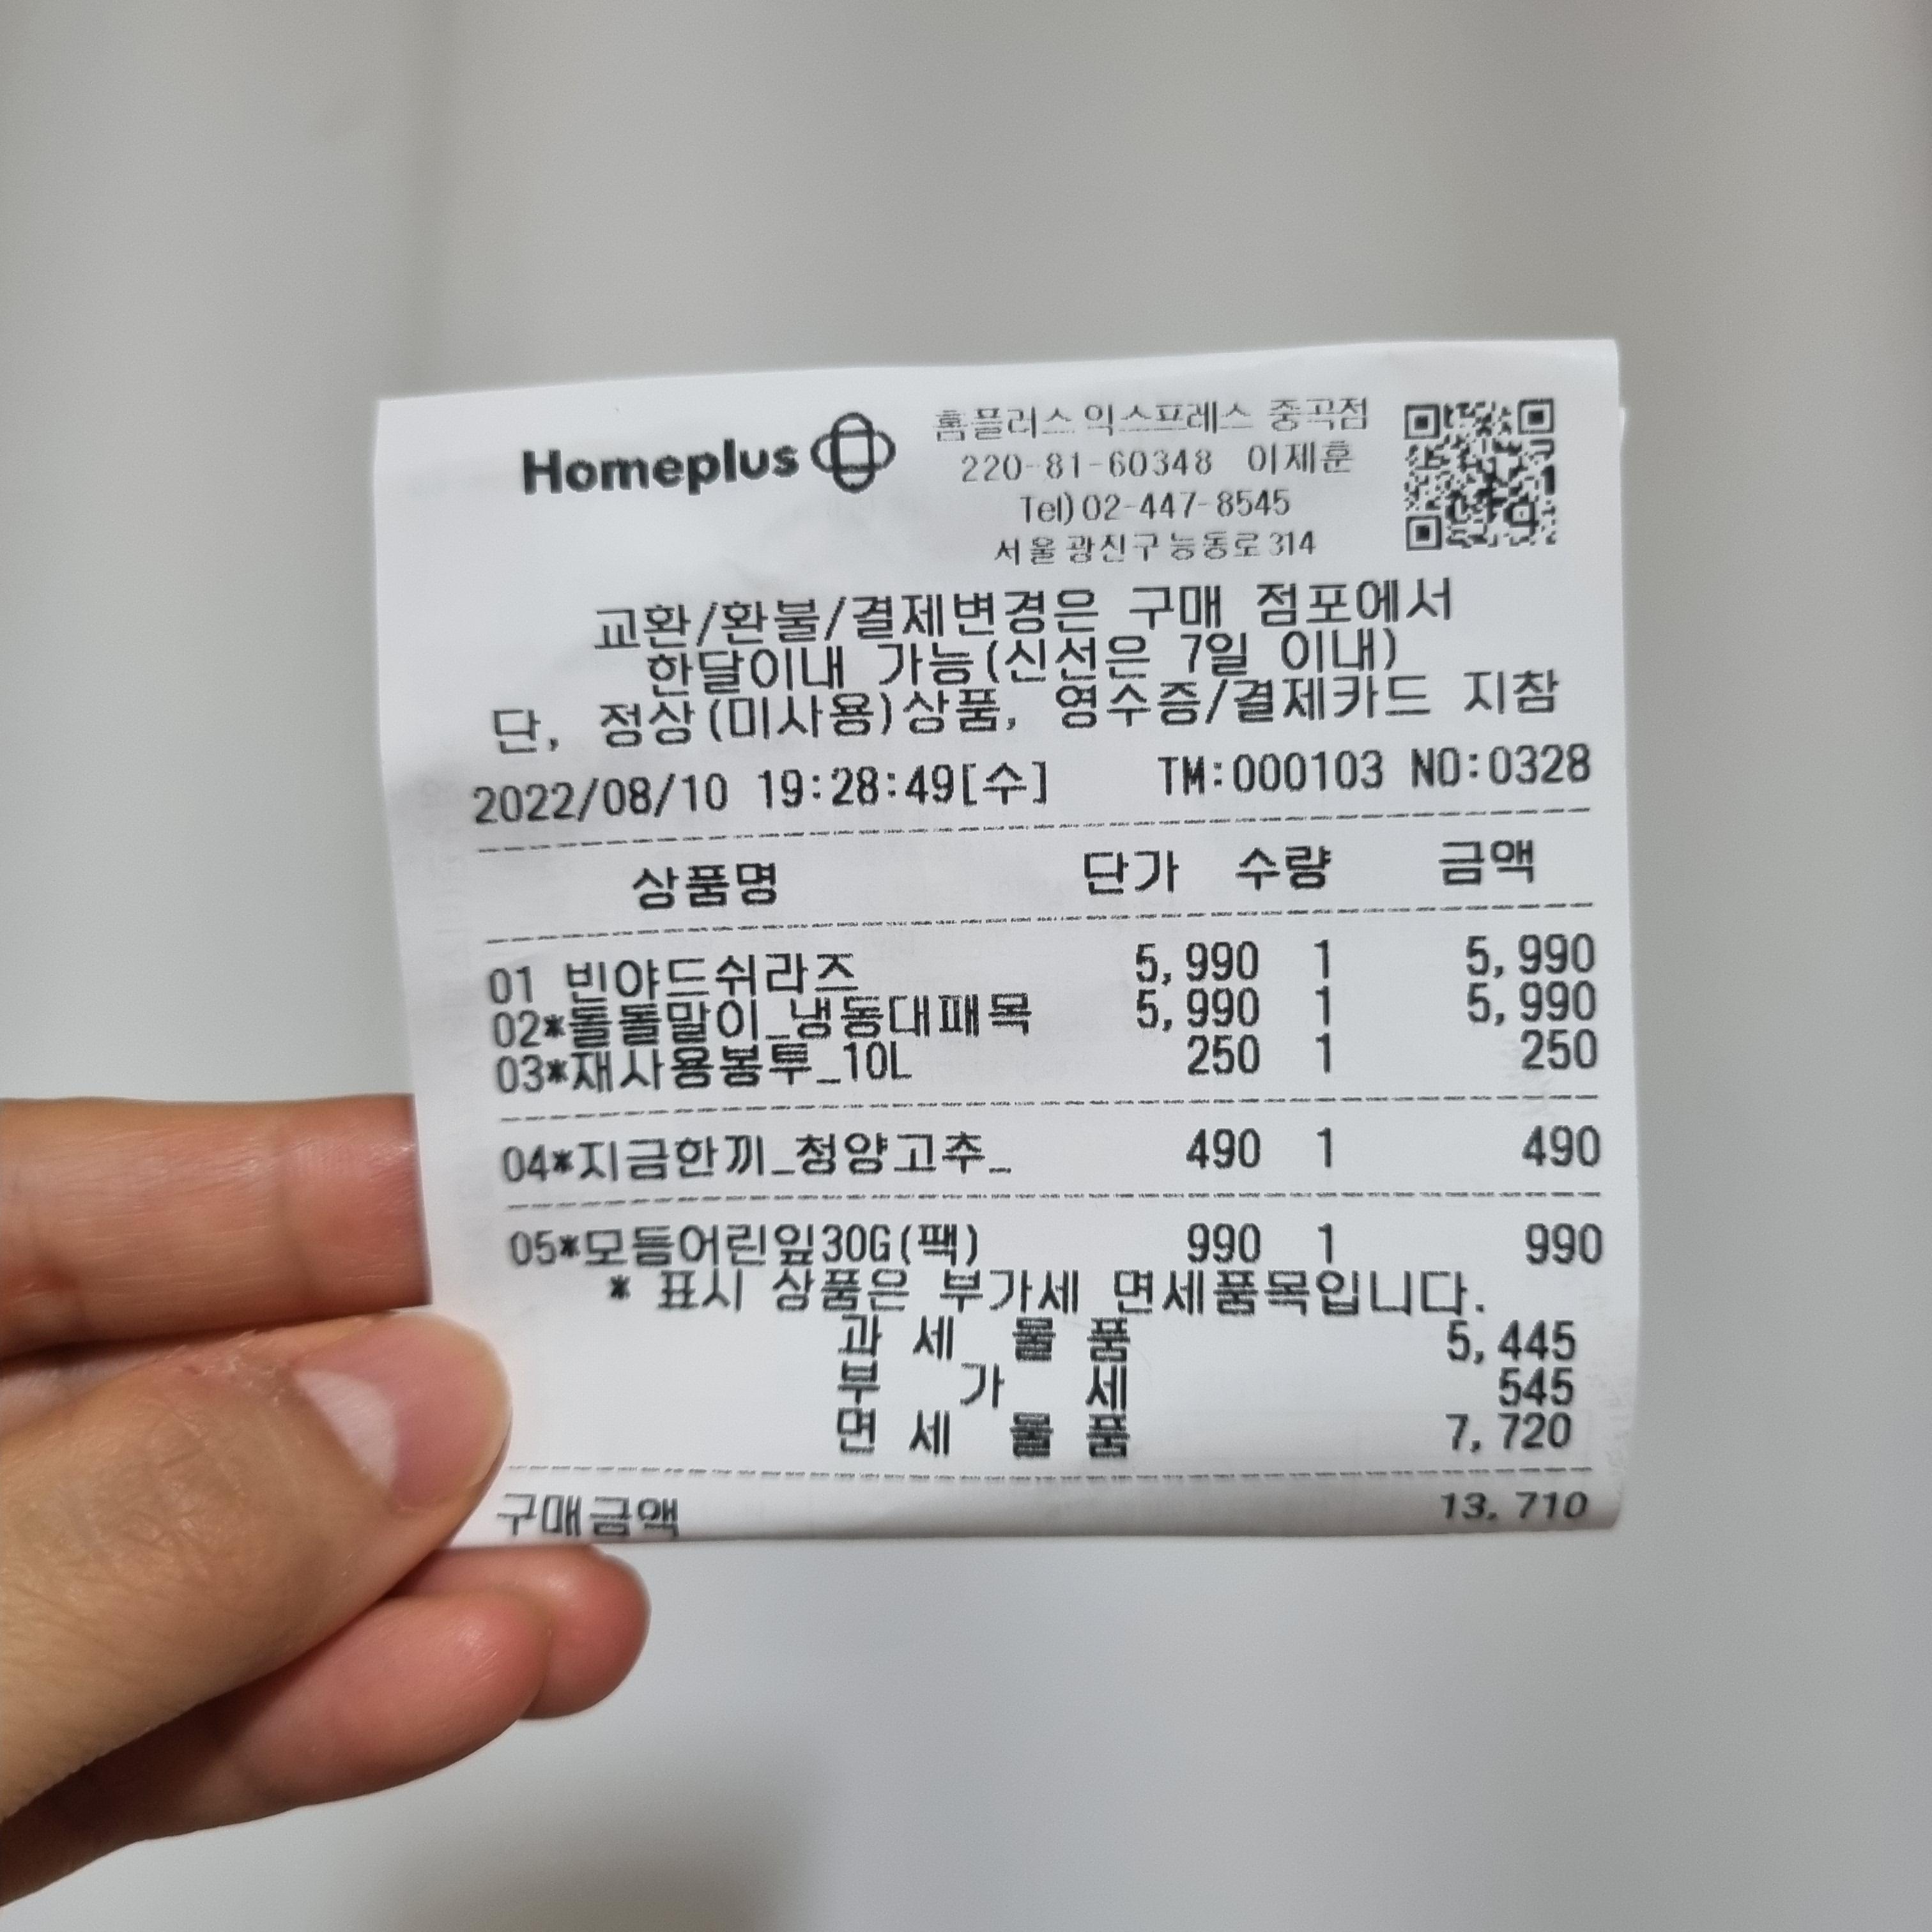 Homeplus
홈플러스 익스프레스 중곡점
220-81-60348 이제훈
Tel)02-447-8545
서울광진구능동로314
교환/환불/결제변경은 구매 점포에서
한달이내 가능(신선은 7일 이내)
단, 정상(미사용)상품, 영수증/결제카드 지참
2022/08/10 19:28:49[수] TM:000103 NO:0328
상품명 단가 수량 금액
01 빈야드쉬라즈 5,990 1 5,990
02*돌돌말이_냉동대패목 5,990 1 5,990
03*재사용봉투_10L 250 1 250
04*지금한끼_청양고추_ 490 1 490
05*모듬어린잎30G(팩) 990 1 990
* 표시 상품은 부가세 면세품목입니다.
과 세 물 품 5,445
부 가 세 545
면 세 물 품 7,720
구매금액 13,710